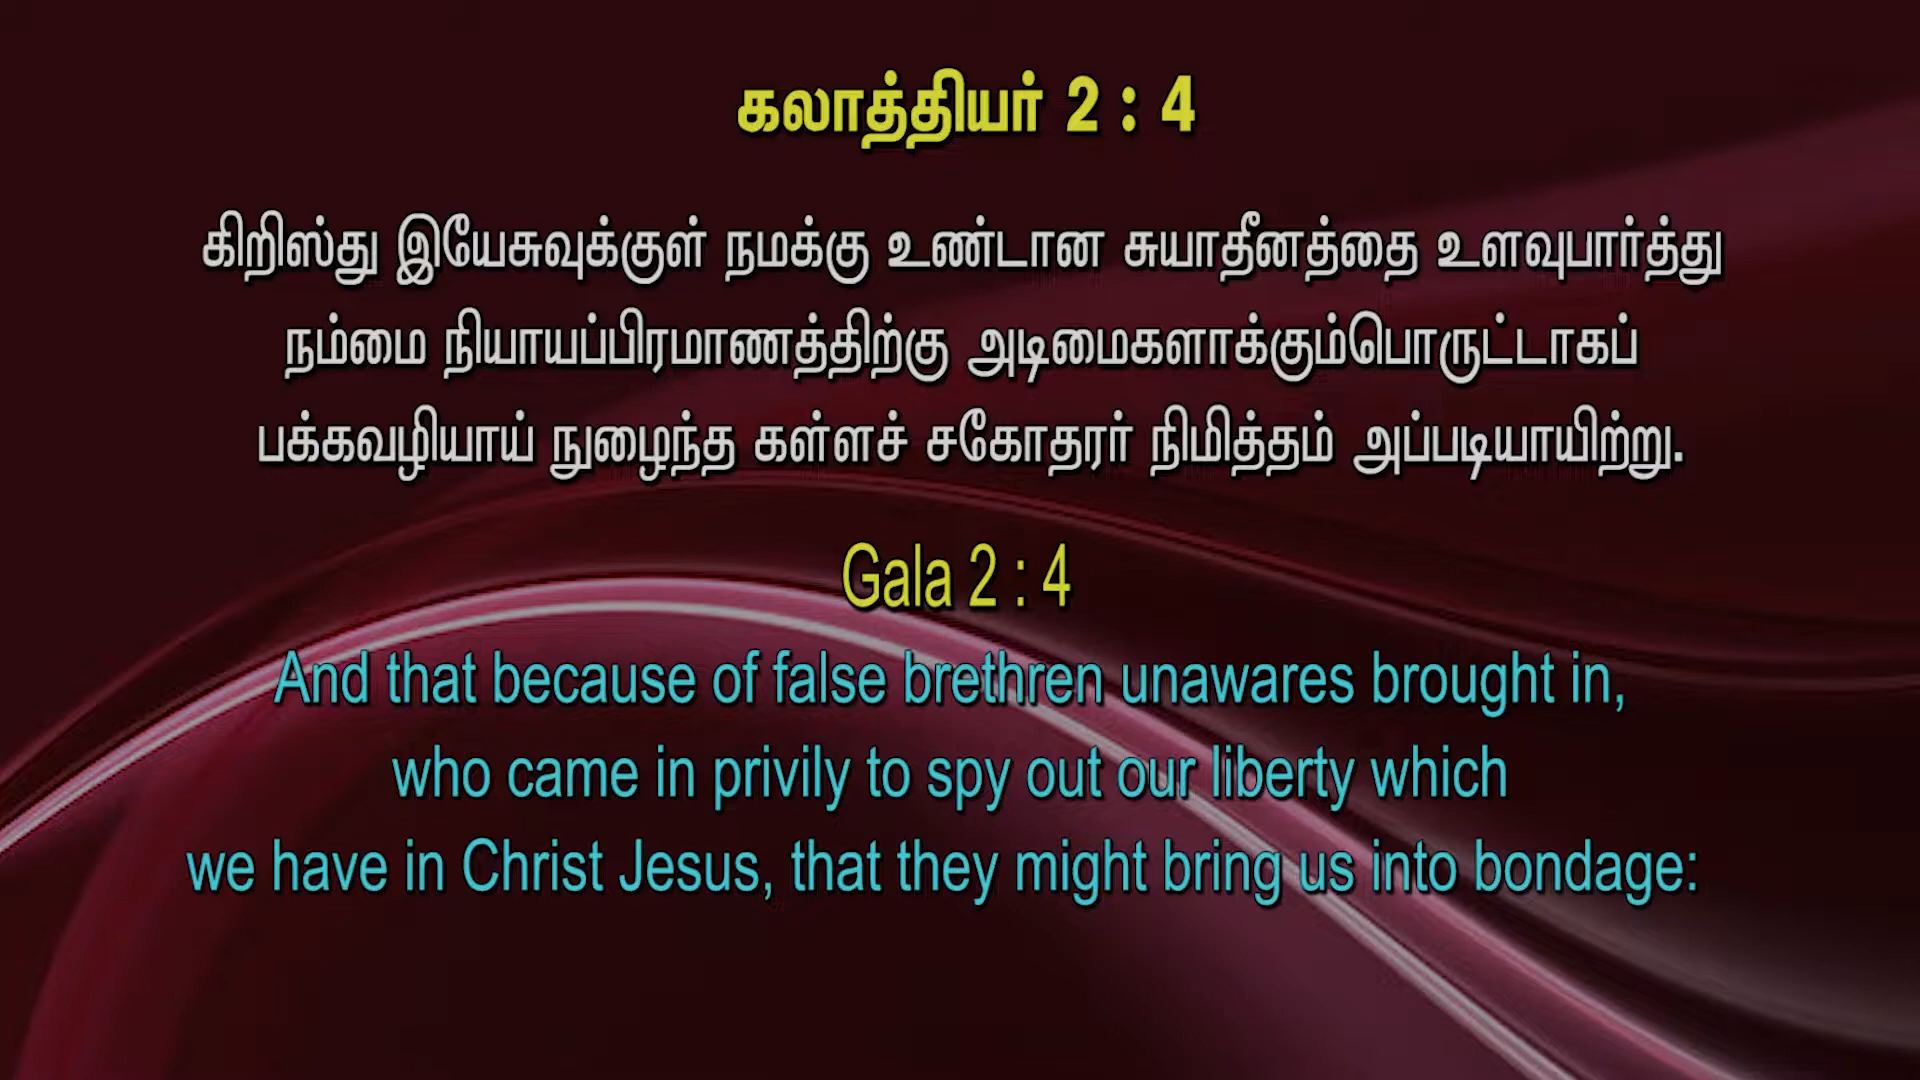 கலாத்தியர் 2 : 4
கிறிஸ்து இயேசுவுக்குள் நமக்கு உண்டான சுயாதீனத்தை உளவுபார்த்து
நம்மை நியாயப்பிரமாணத்திற்கு அடிமைகளாக்கும்பொருட்டாகப்
பக்கவழியாய் நுழைந்த கள்ளச் சகோதரர் நிமித்தம் அப்படியாயிற்று.
Gala 2 : 4
And that because of false brethren unawares brought in,
who came in privily to spy out our liberty which
we have in Christ Jesus, that they might bring us into bondage: